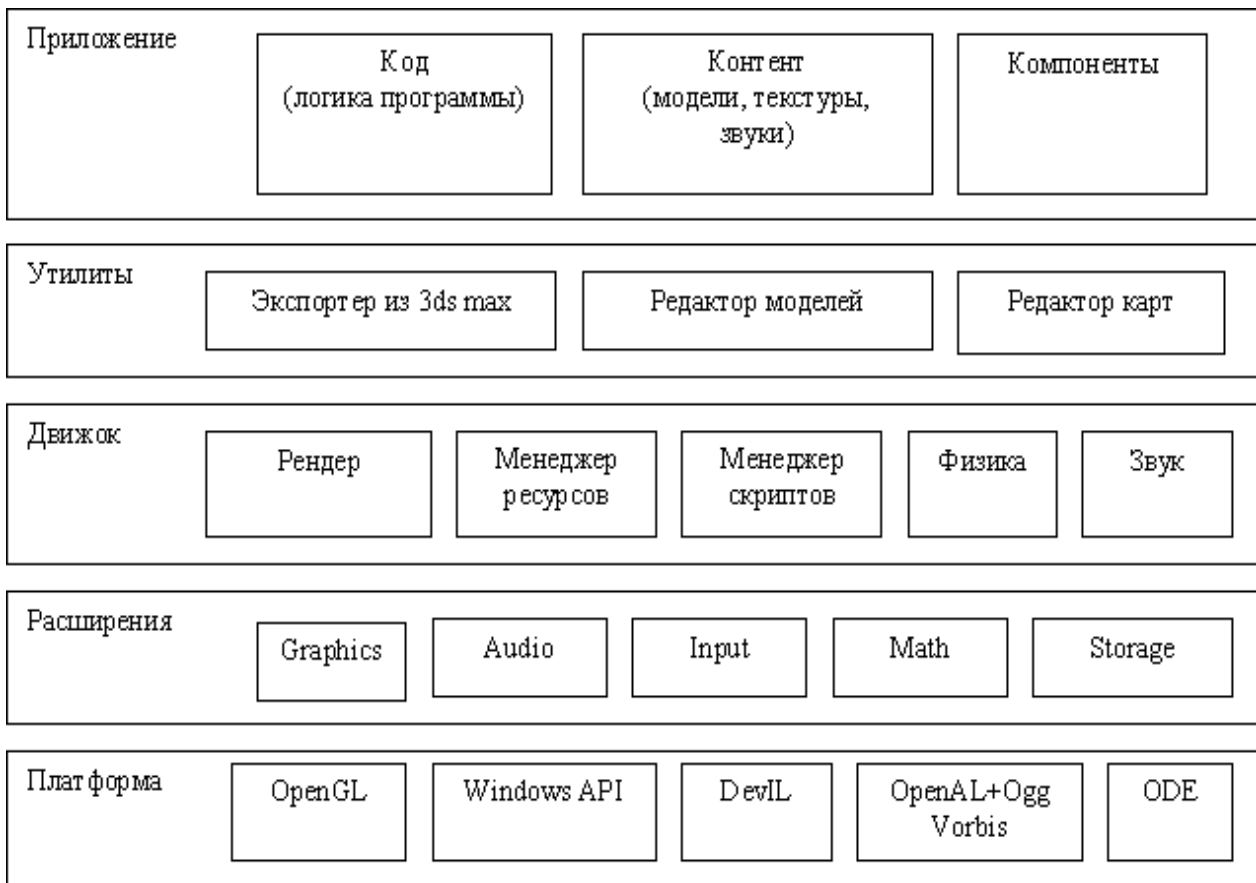 Приложение
Код
(логика программы)
Контент
(модели, текстуры,
звуки)
Компоненты
Утилиты
Экспортер из 3ds max
Редактор моделей
Редактор карт
Движок
Рендер
Менеджер
ресурсов
Менеджер
скриптов
Физика
Звук
Расширения
Graphics
Audio
Input
Math
Storage
Платформа
OpenGL
Windows API
DevIL
OpenAL+Ogg
Vorbis
ODE